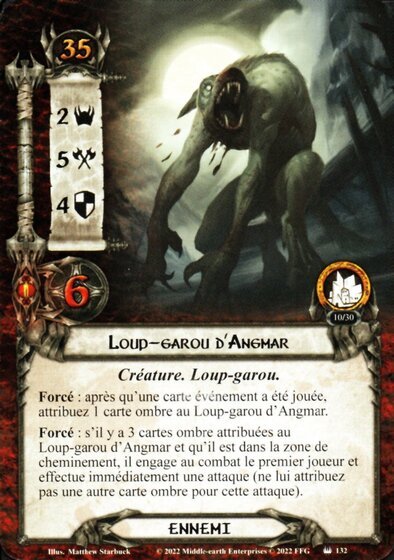 35
2
5
4
6
10/30
Loup-garou d'Angmar
Créature. Loup-garou.
Forcé : après qu'une carte événement a été jouée,
attribuez 1 carte ombre au Loup-garou d'Angmar.
Forcé : s'il y a 3 cartes ombre attribuées au
Loup-garou d'Angmar et qu'il est dans la zone de
cheminement, il engage au combat le premier joueur et
effectue immédiatement une attaque (ne lui attribuez
pas une autre carte ombre pour cette attaque).
ENNEMI
Illus. Matthew Starbuck © 2022 Middle-earth Enterprises © 2022 FFG 132